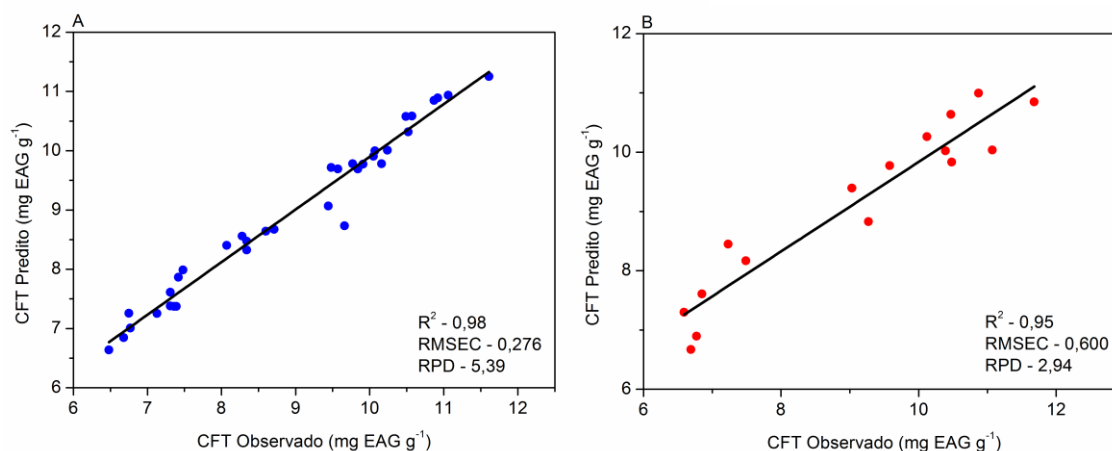 A
12
11
10
9
8
7
6
CFT Predito (mg EAG g⁻¹)
R² - 0,98
RMSEC - 0,276
RPD - 5,39
6 7 8 9 10 11 12
CFT Observado (mg EAG g⁻¹)
B
12
10
8
6
CFT Predito (mg EAG g⁻¹)
R² - 0,95
RMSEC - 0,600
RPD - 2,94
6 8 10 12
CFT Observado (mg EAG g⁻¹)